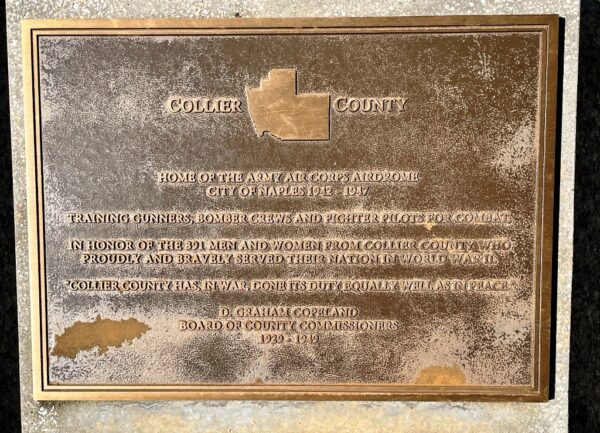 COLLIER COUNTY
HOME OF THE ARMY AIR CORPS AIRDROME
CITY OF NAPLES 1942 - 1947
TRAINING GUNNERS, BOMBER CREWS AND FIGHTER PILOTS FOR COMBAT.
IN HONOR OF THE 391 MEN AND WOMEN FROM COLLIER COUNTY WHO
PROUDLY AND BRAVELY SERVED THEIR NATION IN WORLD WAR II.
"COLLIER COUNTY HAS, IN WAR, DONE ITS DUTY EQUALLY WELL AS IN PEACE."
D. GRAHAM COPELAND
BOARD OF COUNTY COMMISSIONERS
1929 - 1949